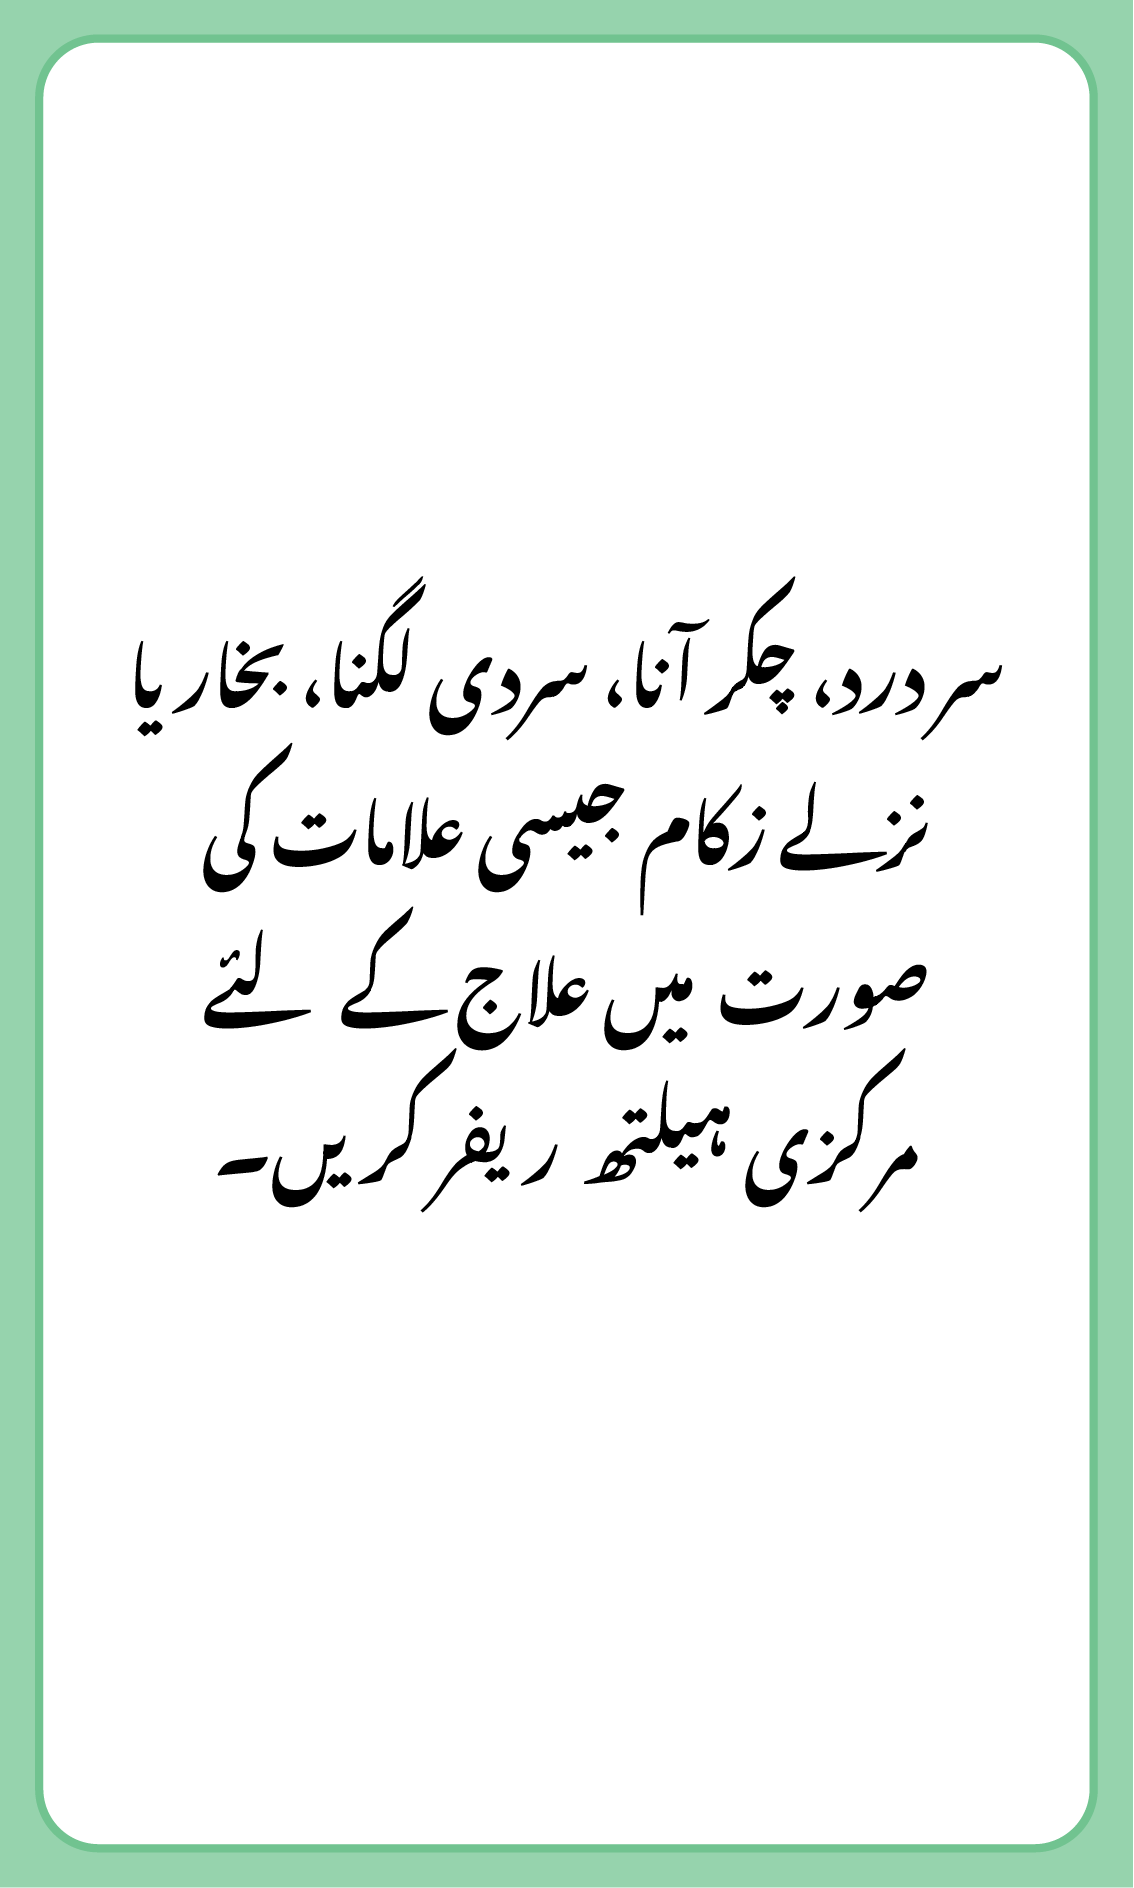 سر درد، چکر آنا، سردی لگنا، بخار یا
نزلے زکام جیسی علامات کی
صورت میں علاج کے لئے
مرکزی ہیلتھ ریفر کریں۔